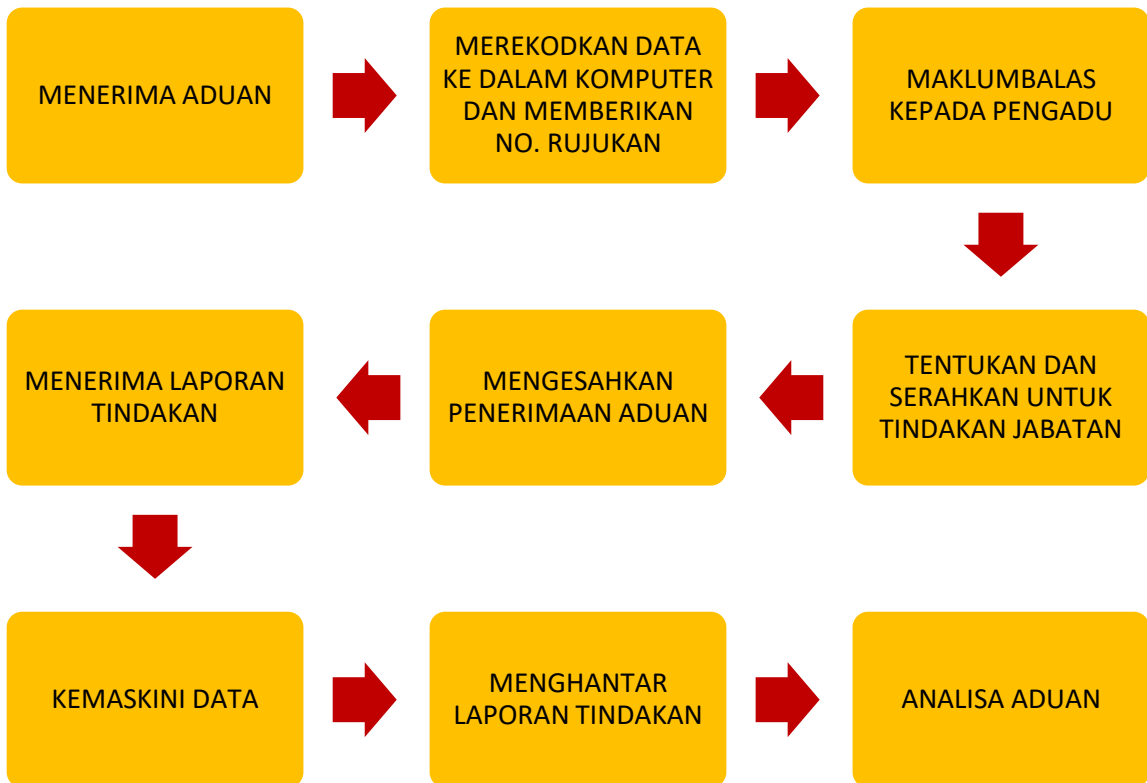 MENERIMA ADUAN
MEREKODKAN DATA
KE DALAM KOMPUTER
DAN MEMBERIKAN
NO. RUJUKAN
MAKLUMBALAS
KEPADA PENGADU
TENTUKAN DAN
SERAHKAN UNTUK
TINDAKAN JABATAN
MENGESAHKAN
PENERIMAAN ADUAN
MENERIMA LAPORAN
TINDAKAN
KEMASKINI DATA
MENGHANTAR
LAPORAN TINDAKAN
ANALISA ADUAN